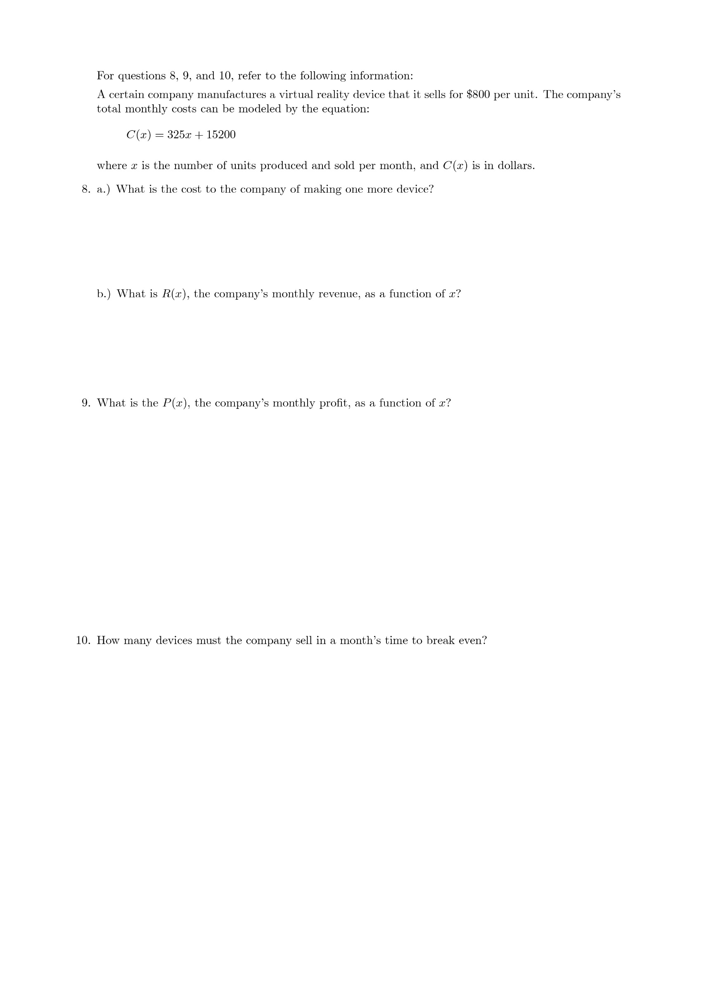 For questions 8, 9, and 10, refer to the following information:
A certain company manufactures a virtual reality device that it sells for $800 per unit. The company's
total monthly costs can be modeled by the equation:
C(x) = 325x + 15200
where x is the number of units produced and sold per month, and C(x) is in dollars.
8. a.) What is the cost to the company of making one more device?
b.) What is R(x), the company's monthly revenue, as a function of x?
9. What is the P(x), the company's monthly profit, as a function of x?
10. How many devices must the company sell in a month's time to break even?